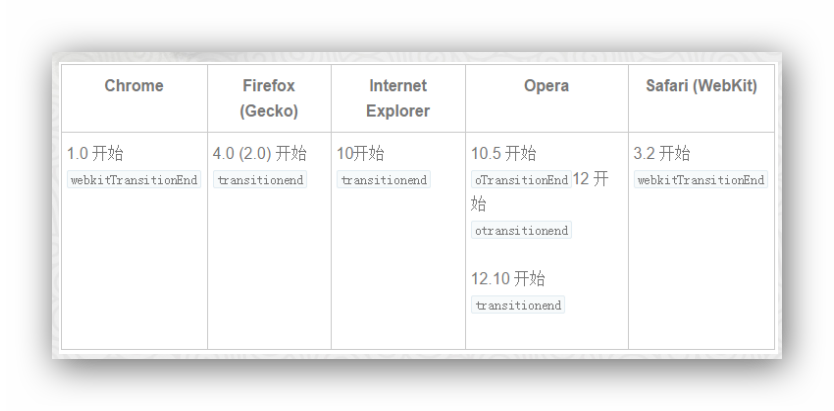 Chrome
Firefox
(Gecko)
Internet
Explorer
Opera
Safari (WebKit)
1.0 开始
webkitTransitionEnd
4.0 (2.0) 开始
transitionend
10开始
transitionend
10.5 开始
oTransitionEnd 12 开
始
otransitionend
12.10 开始
transitionend
3.2 开始
webkitTransitionEnd